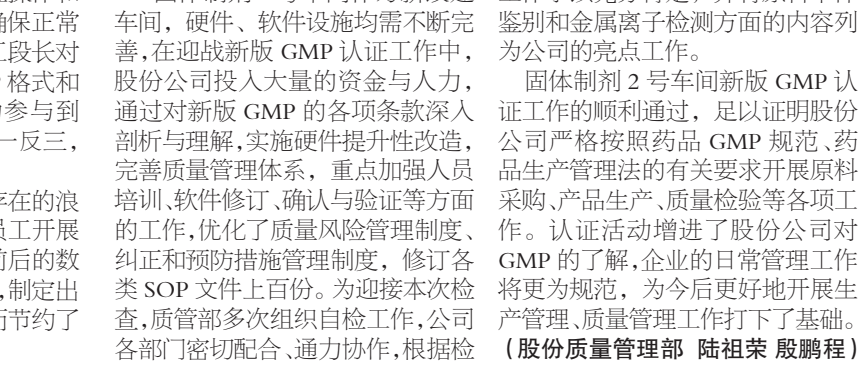 确保正常
工段长对
格式和
参与到
一反三，
存在的浪
员工开展
前后的数
，制定出
而节约了
车间，硬件、软件设施均需不断完
善，在迎战新版 GMP 认证工作中，
股份公司投入大量的资金与人力，
通过对新版 GMP 的各项条款深入
剖析与理解，实施硬件提升性改造，
完善质量管理体系，重点加强人员
培训、软件修订、确认与验证等方面
的工作，优化了质量风险管理制度、
纠正和预防措施管理制度，修订各
类 SOP 文件上百份。为迎接本次检
查，质管部多次组织自检工作，公司
各部门密切配合、通力协作，根据检
鉴别和金属离子检测方面的内容列
为公司的亮点工作。
固体制剂 2 号车间新版 GMP 认
证工作的顺利通过，足以证明股份
公司严格按照药品 GMP 规范、药
品生产管理法的有关要求开展原料
采购、产品生产、质量检验等各项工
作。认证活动增进了股份公司对
GMP 的了解，企业的日常管理工作
将更为规范，为今后更好地开展生
产管理、质量管理工作打下了基础。
（股份质量管理部 陆祖荣 殷鹏程）